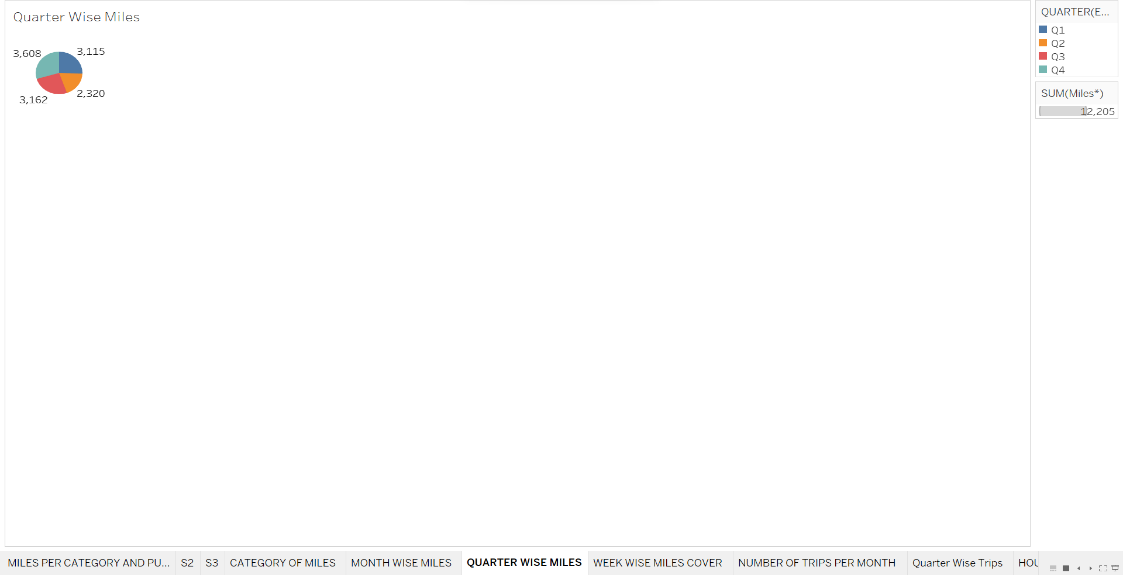 Quarter Wise Miles
3,608
3,115
3,162
2,320
QUARTER(E...
Q1
Q2
Q3
Q4
SUM(Miles*)
12,205
MILES PER CATEGORY AND PU... S2 S3 CATEGORY OF MILES MONTH WISE MILES QUARTER WISE MILES WEEK WISE MILES COVER NUMBER OF TRIPS PER MONTH Quarter Wise Trips HOU